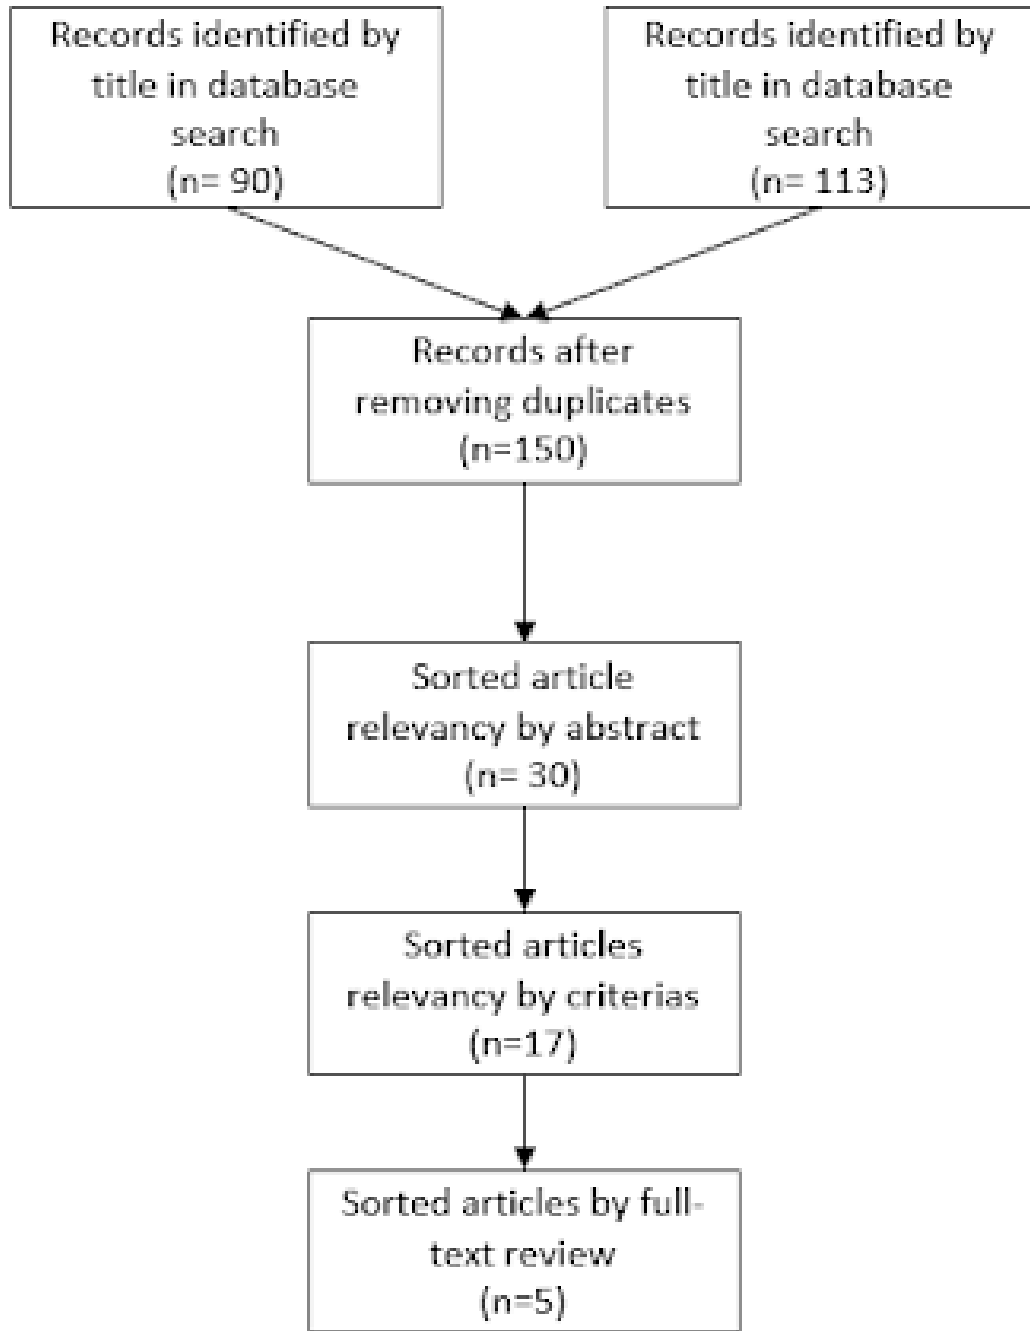 Records identified by
title in database
search
(n= 90)
Records identified by
title in database
search
(n= 113)
Records after
removing duplicates
(n=150)
Sorted article
relevancy by abstract
(n= 30)
Sorted articles
relevancy by criterias
(n=17)
Sorted articles by full-
text review
(n=5)